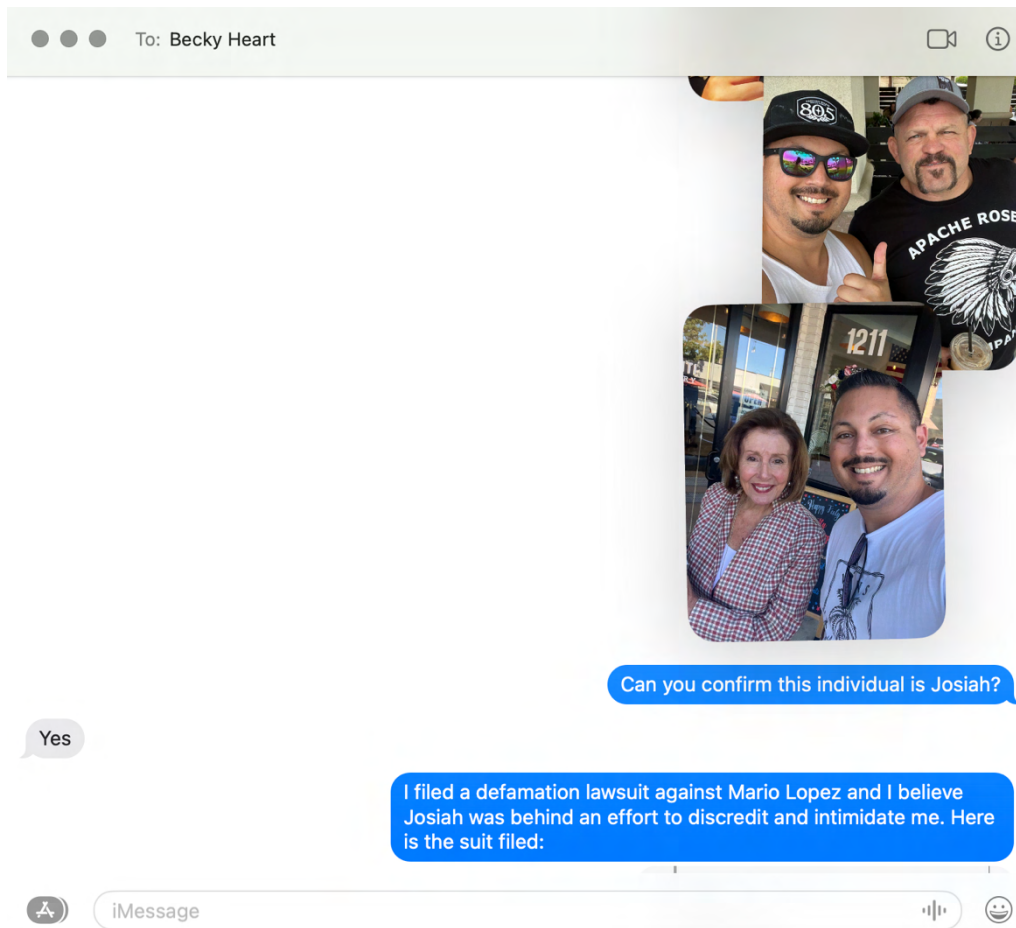 To: Becky Heart
805
APACHE ROSE
1211
Can you confirm this individual is Josiah?
Yes
I filed a defamation lawsuit against Mario Lopez and I believe
Josiah was behind an effort to discredit and intimidate me. Here
is the suit filed:
iMessage